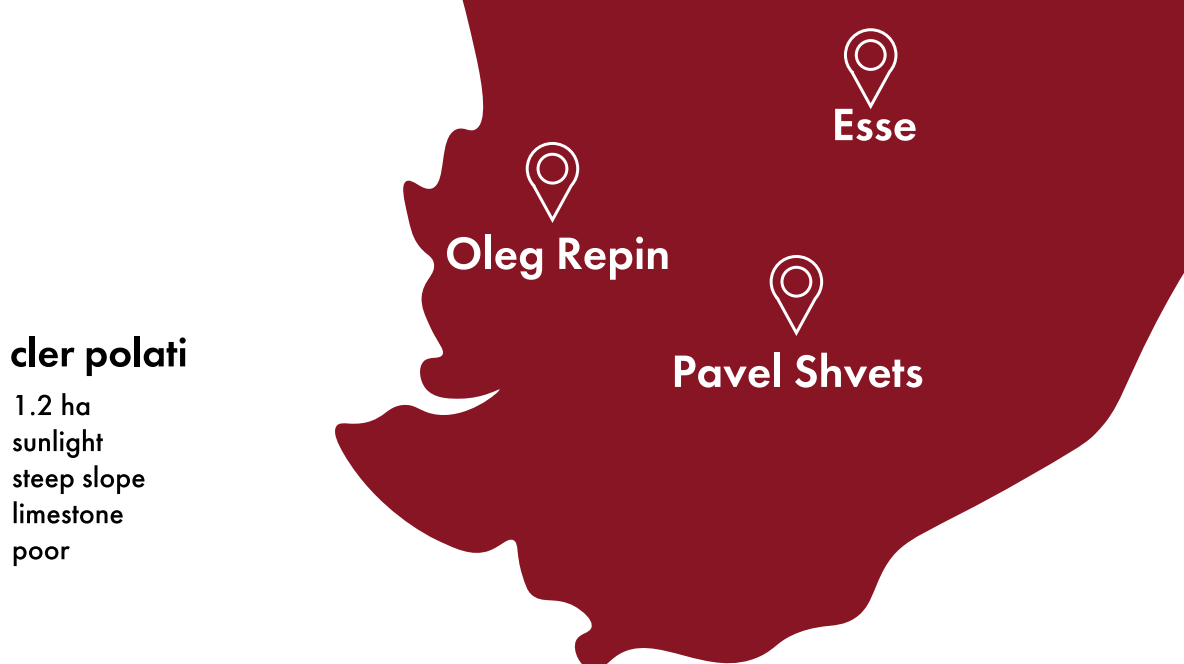 Esse
Oleg Repin
Pavel Shvets
cler polati
1.2 ha
sunlight
steep slope
limestone
poor